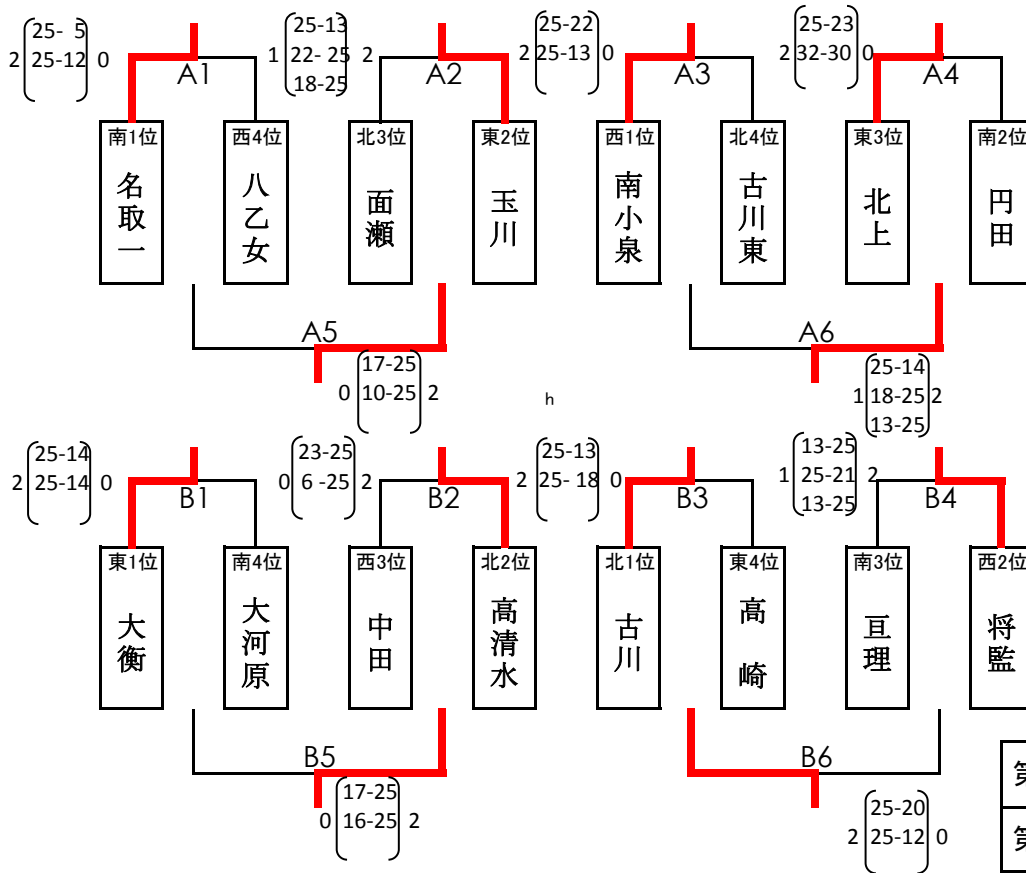 25- 5
2 25-12 0
A1
25-13
1 22- 25 2
18-25
A2
25-22
2 25-13 0
A3
25-23
2 32-30 0
A4
南1位
名取一
西4位
八乙女
北3位
面瀬
東2位
玉川
西1位
南小泉
北4位
古川東
東3位
北上
南2位
円田
A5
17-25
0 10-25 2
A6
25-14
1 18-25 2
13-25
h
25-14
2 25-14 0
B1
23-25
0 6 -25 2
B2
25-13
2 25- 18 0
B3
13-25
1 25-21 2
13-25
B4
東1位
大衡
南4位
大河原
西3位
中田
北2位
高清水
北1位
古川
東4位
高崎
南3位
亘理
西2位
将監
B5
17-25
0 16-25 2
B6
25-20
2 25-12 0
第
第